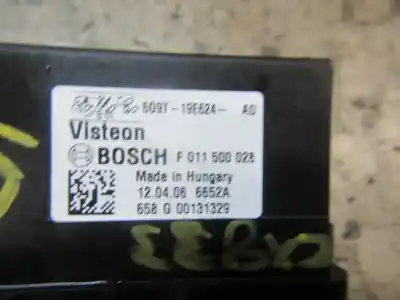 6G9T-19E624- AD
Visteon
BOSCH F 011 500 028
Made in Hungary
12.04.06 6652A
658 G 00131329